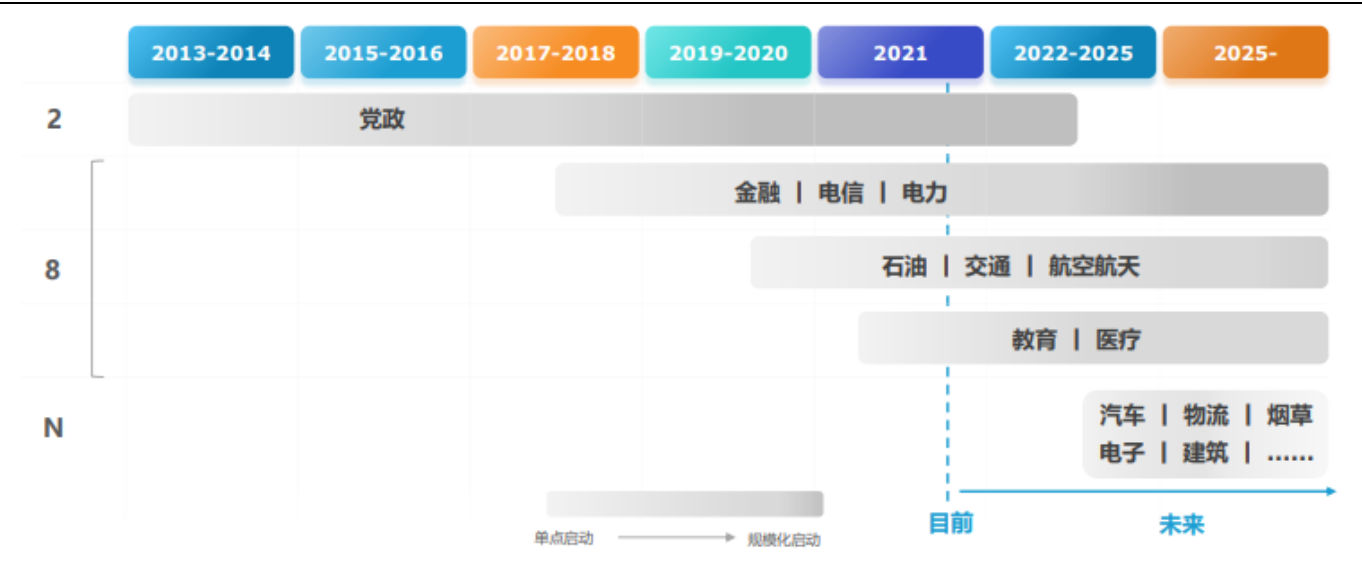 2013-2014 2015-2016 2017-2018 2019-2020 2021 2022-2025 2025-
2 党政
金融 | 电信 | 电力
8 石油 | 交通 | 航空航天
教育 | 医疗
汽车 | 物流 | 烟草
N
电子 | 建筑 | ……
目前 未来
单点启动 规模化启动